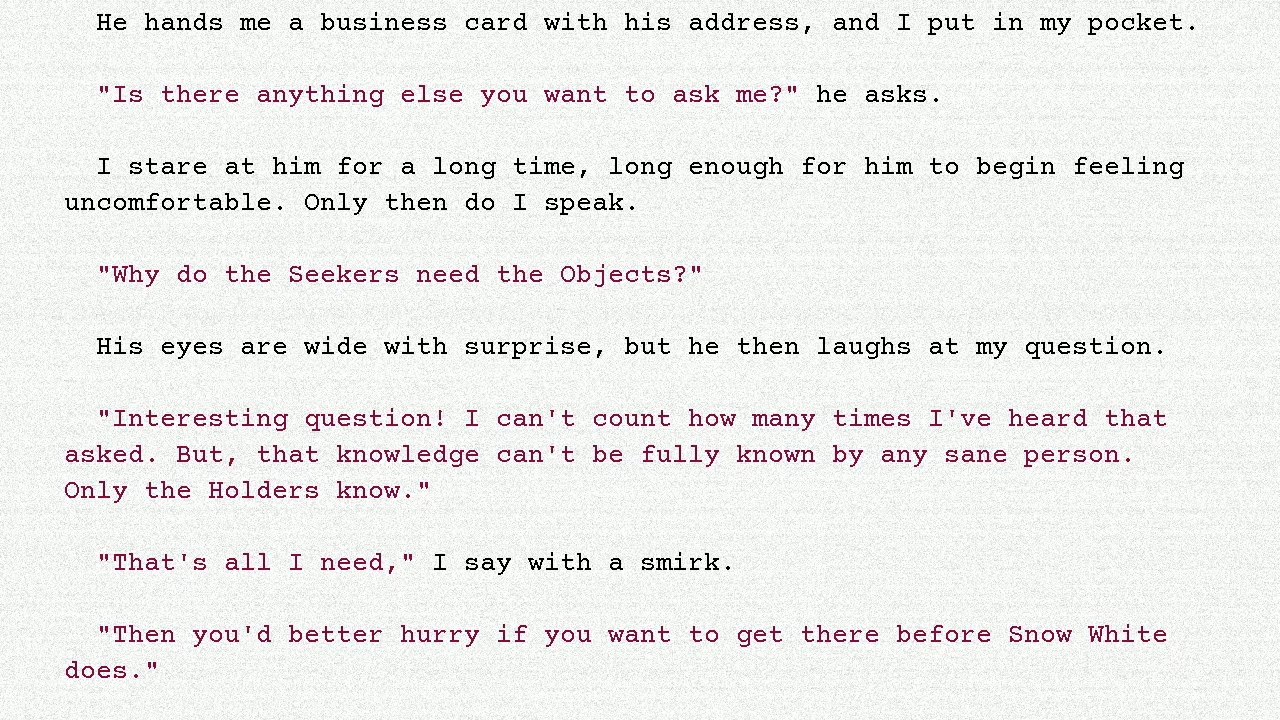 He hands me a business card with his address, and I put in my pocket.
"Is there anything else you want to ask me?" he asks.
I stare at him for a long time, long enough for him to begin feeling
uncomfortable. Only then do I speak.
"Why do the Seekers need the Objects?"
His eyes are wide with surprise, but he then laughs at my question.
"Interesting question! I can't count how many times I've heard that
asked. But, that knowledge can't be fully known by any sane person.
Only the Holders know."
"That's all I need," I say with a smirk.
"Then you'd better hurry if you want to get there before Snow White
does."